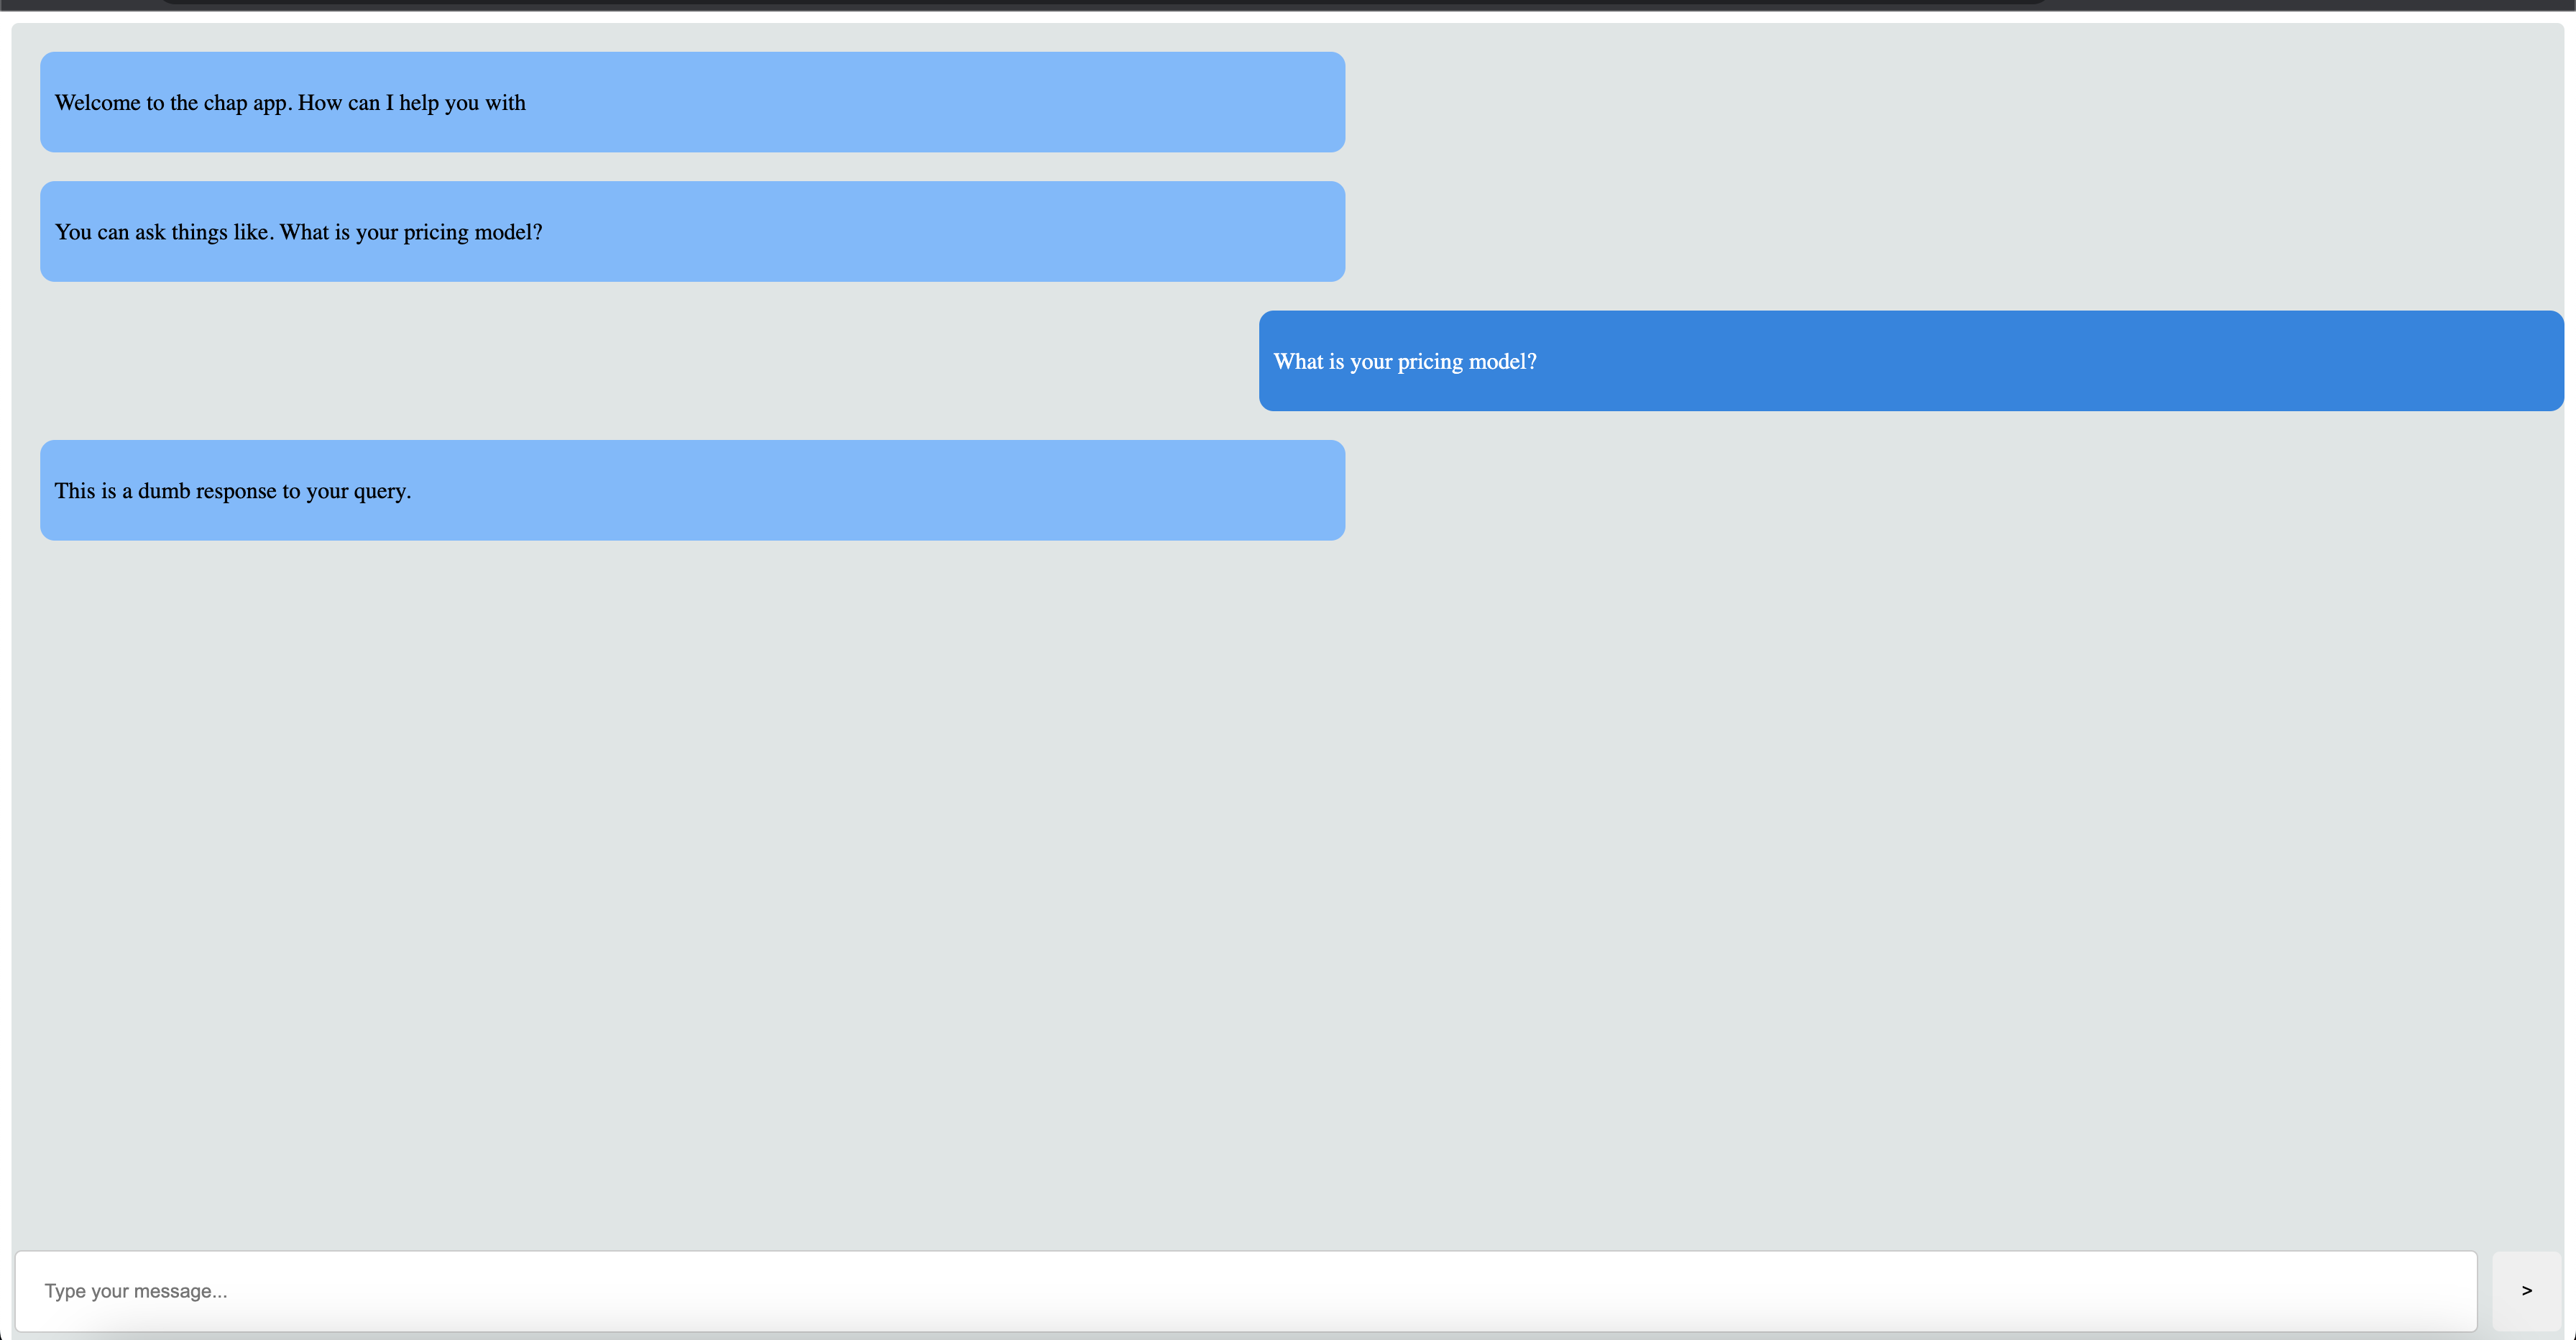 Welcome to the chap app. How can I help you with
You can ask things like. What is your pricing model?
What is your pricing model?
This is a dumb response to your query.
Type your message...
>